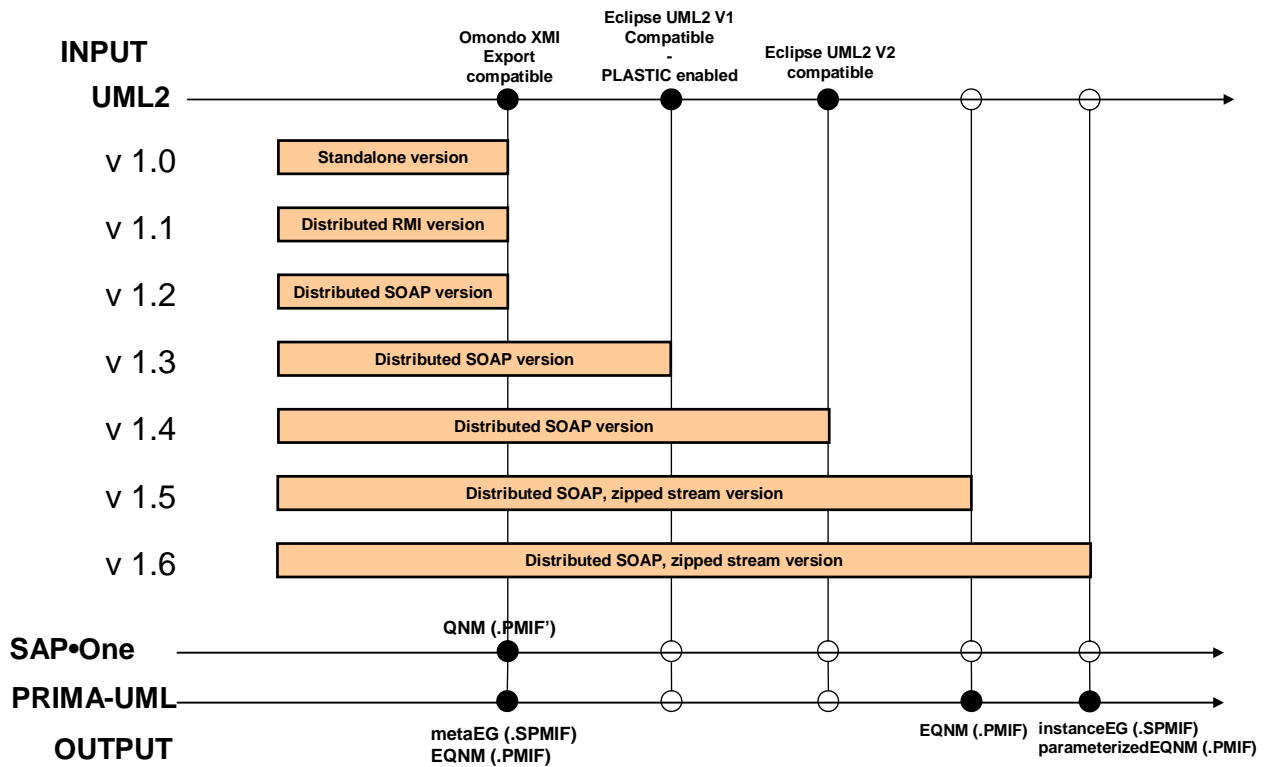 INPUT
Omondo XMI
Export
compatible
Eclipse UML2 V1
Compatible
-
PLASTIC enabled
Eclipse UML2 V2
compatible
UML2
v 1.0
Standalone version
v 1.1
Distributed RMI version
v 1.2
Distributed SOAP version
v 1.3
Distributed SOAP version
v 1.4
Distributed SOAP version
v 1.5
Distributed SOAP, zipped stream version
v 1.6
Distributed SOAP, zipped stream version
QNM (.PMIF’)
SAP•One
PRIMA-UML
OUTPUT
metaEG (.SPMIF)
EQNM (.PMIF)
EQNM (.PMIF)
instanceEG (.SPMIF)
parameterizedEQNM (.PMIF)